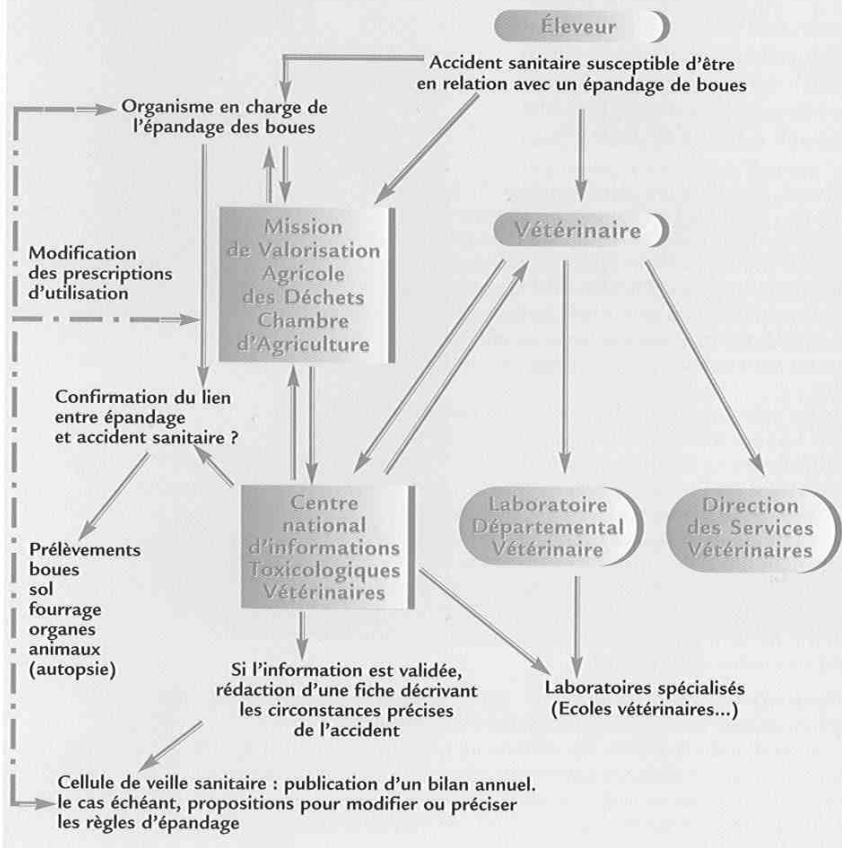 Éleveur
Accident sanitaire susceptible d'être
en relation avec un épandage de boues
Organisme en charge de
l'épandage des boues
Mission
de Valorisation
Agricole
des Déchets
Chambre
d'Agriculture
Vétérinaire
Modification
des prescriptions
d'utilisation
Confirmation du lien
entre épandage
et accident sanitaire ?
Centre
national
d'informations
Toxicologiques
Vétérinaires
Laboratoire
Départemental
Vétérinaire
Direction
des Services
Vétérinaires
Prélèvements
boues
sol
fourrage
organes
animaux
(autopsie)
Si l'information est validée,
rédaction d'une fiche décrivant
les circonstances précises
de l'accident
Laboratoires spécialisés
(Ecoles vétérinaires...)
Cellule de veille sanitaire : publication d'un bilan annuel.
le cas échéant, propositions pour modifier ou préciser
les règles d'épandage